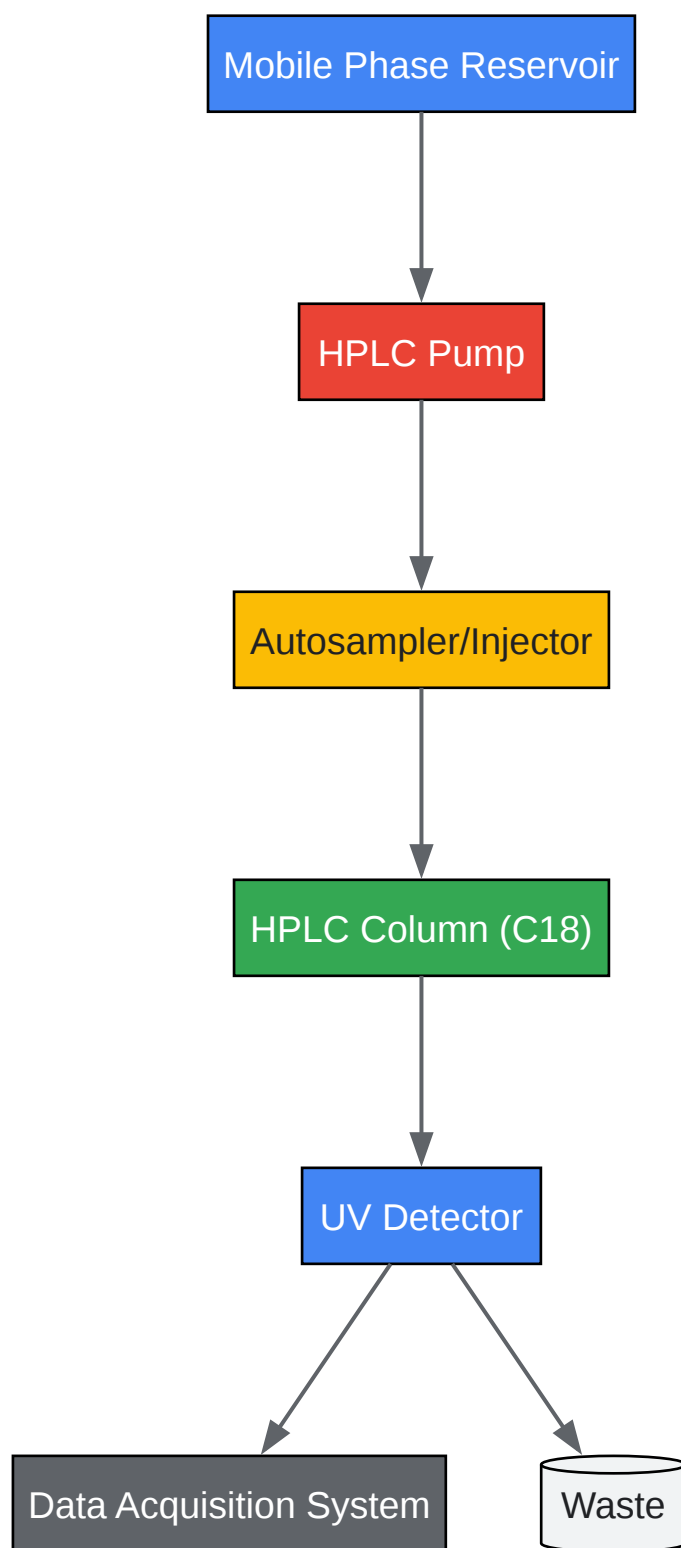 Mobile Phase Reservoir
HPLC Pump
Autosampler/Injector
HPLC Column (C18)
UV Detector
Data Acquisition System
Waste